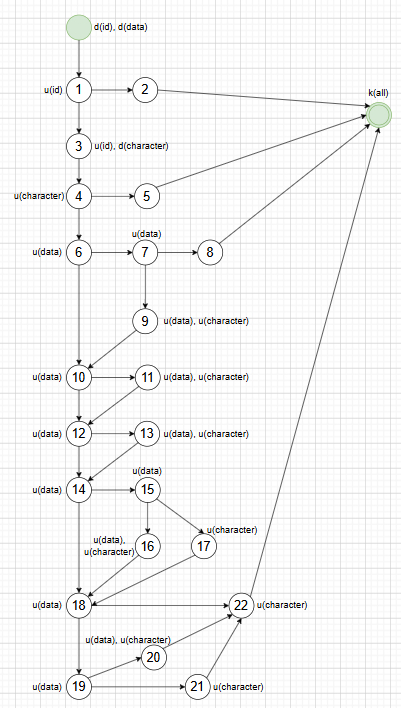 d(id), d(data)
u(id)
1
2
k(all)
3
u(id), d(character)
u(character)
4
5
u(data)
u(data)
6
7
8
9
u(data), u(character)
u(data)
10
11
u(data), u(character)
u(data)
12
13
u(data), u(character)
u(data)
u(data)
14
15
u(character)
u(data),
u(character)
16
17
u(data)
18
22
u(character)
u(data), u(character)
20
u(data)
19
21
u(character)